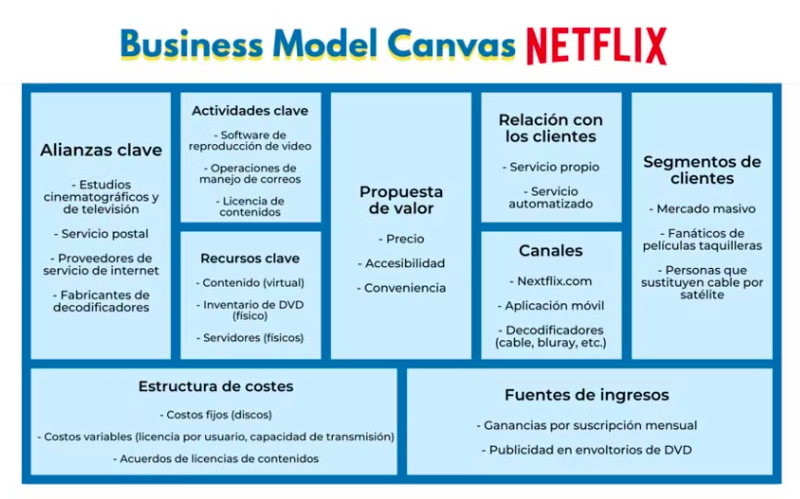 Business Model Canvas NETFLIX
Alianzas clave
- Estudios
cinematográficos y
de televisión
- Servicio postal
- Proveedores de
servicio de internet
- Fabricantes de
decodificadores
Actividades clave
- Software de
reproducción de video
- Operaciones de
manejo de correos
- Licencia de
contenidos
Recursos clave
- Contenido (virtual)
- Inventario de DVD
(físico)
- Servidores (físicos)
Propuesta
de valor
- Precio
- Accesibilidad
- Conveniencia
Relación con
los clientes
- Servicio propio
- Servicio
automatizado
Canales
- Nextflix.com
- Aplicación móvil
- Decodificadores
(cable, bluray, etc.)
Segmentos de
clientes
- Mercado masivo
- Fanáticos de
películas taquilleras
- Personas que
sustituyen cable por
satélite
Estructura de costes
- Costos fijos (discos)
- Costos variables (licencia por usuario, capacidad de transmisión)
- Acuerdos de licencias de contenidos
Fuentes de ingresos
- Ganancias por suscripción mensual
- Publicidad en envoltorios de DVD